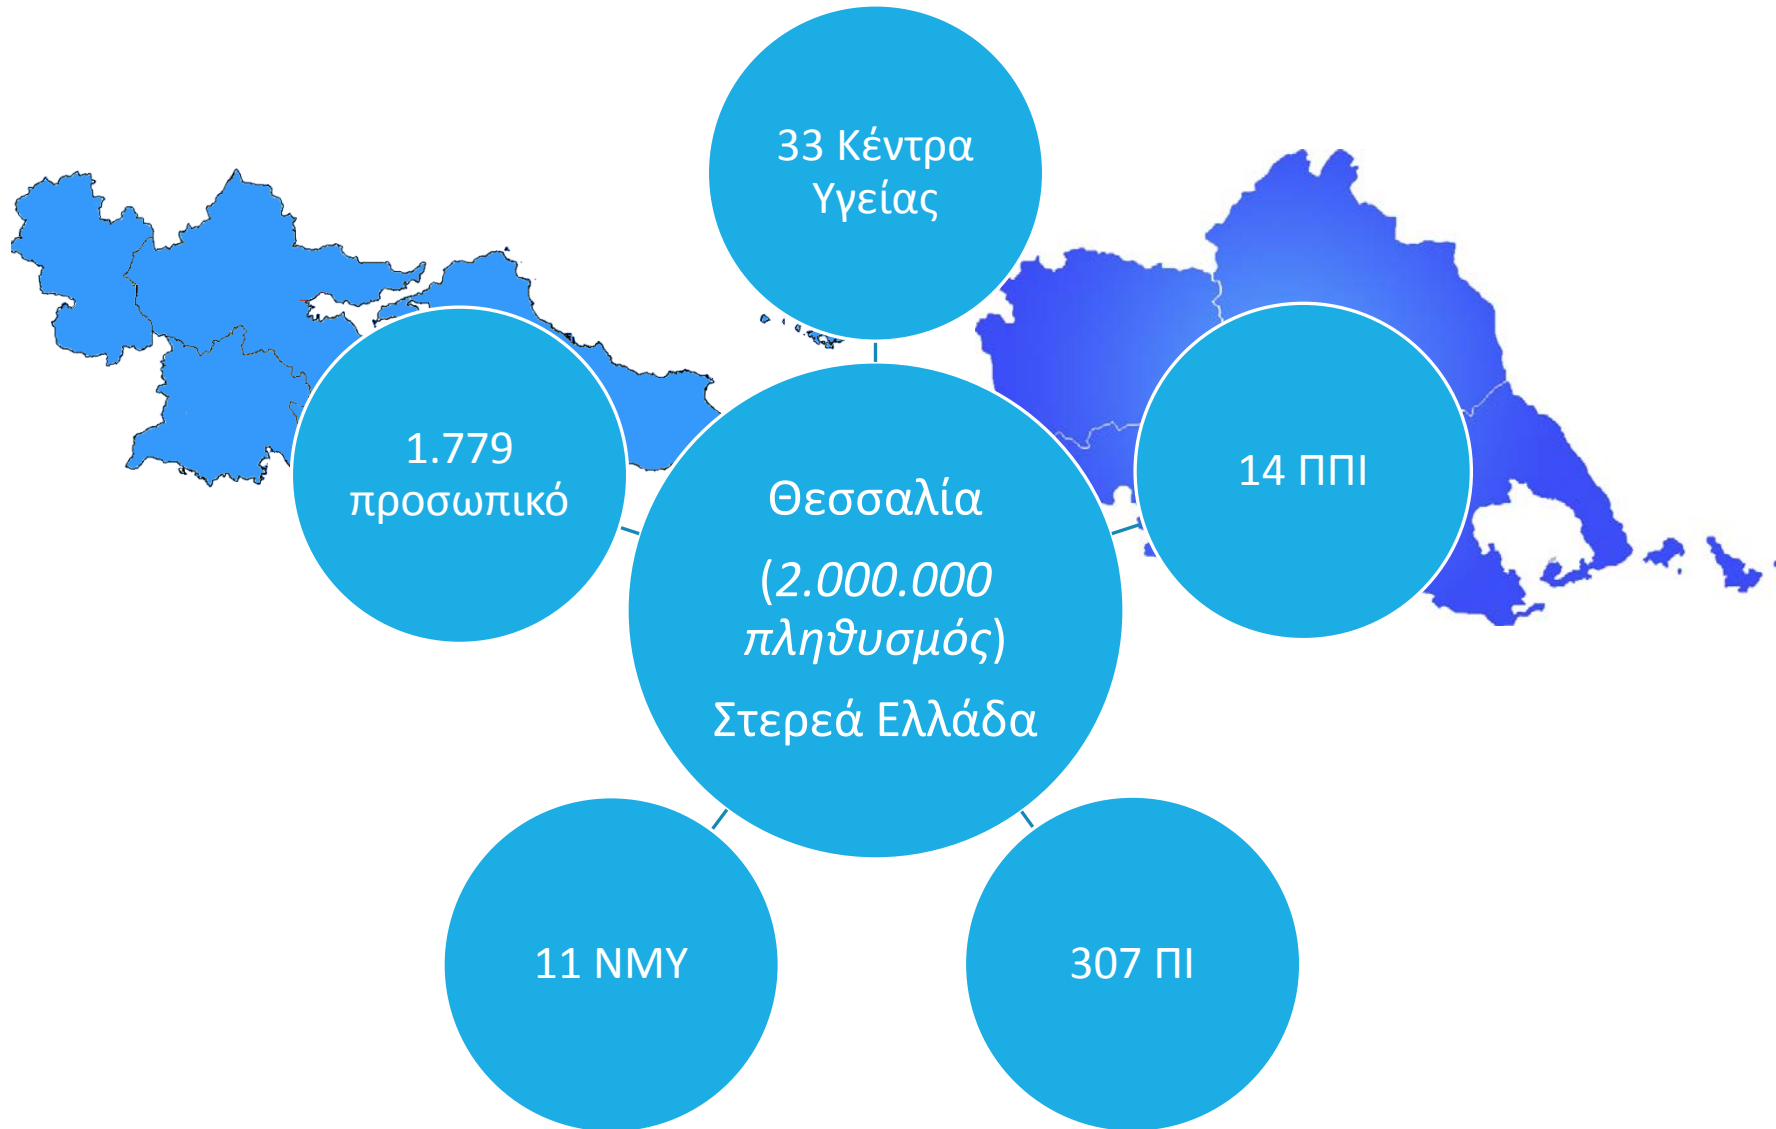 33 Κέντρα
Υγείας
1.779
προσωπικό
14 ΠΠΙ
Θεσσαλία
(2.000.000
πληθυσμός)
Στερεά Ελλάδα
11 ΝΜΥ
307 ΠΙ